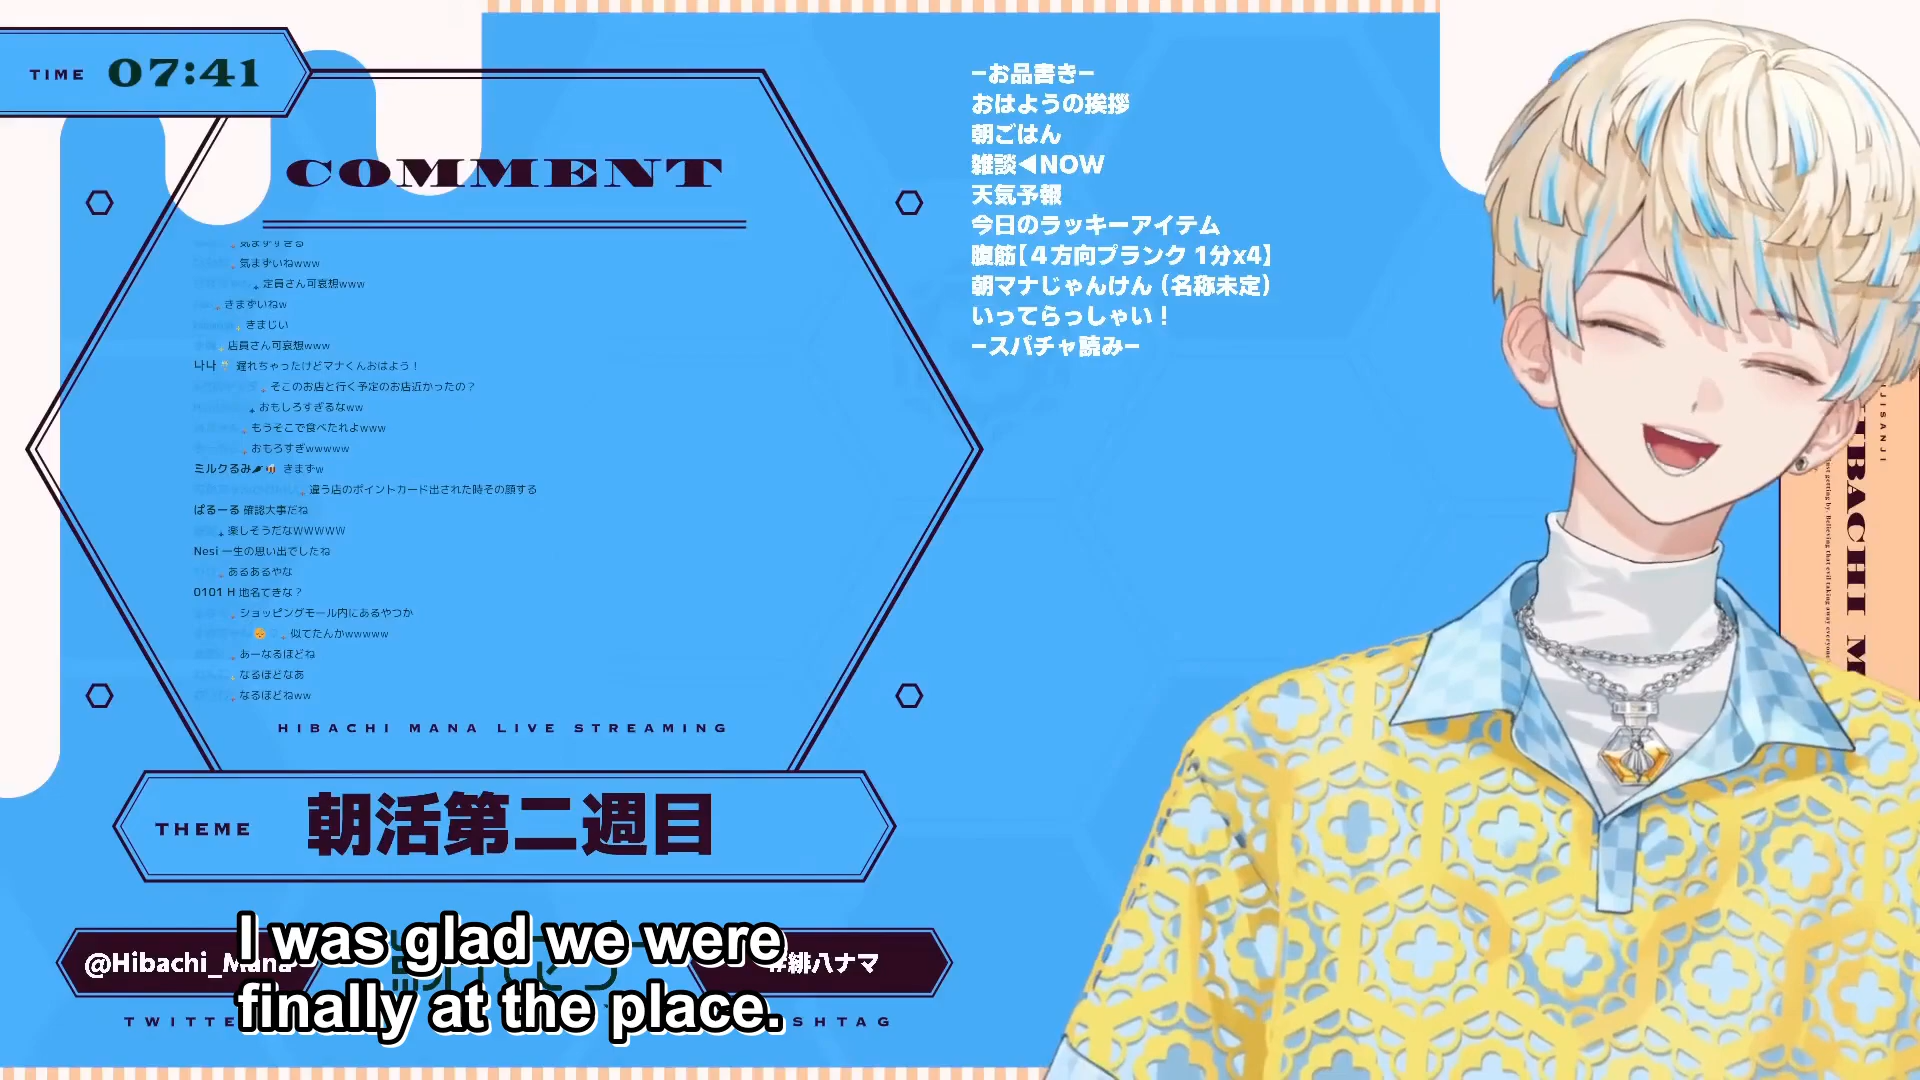 TIME 07:41
COMMENT
気まずすぎる
気まずいねwww
定員さん可哀想www
きまずいねw
きまじい
店員さん可哀想www
나나 遅れちゃったけどマナくんおはよう！
そこのお店と行く予定のお店近かったの？
おもしろすぎるなww
もうそこで食べたれよwww
おもろすぎwwwww
ミルクるみ🌶🐝 きまずw
違う店のポイントカード出された時その顔する
ぱるーる 確認大事だね
楽しそうだなWWWWW
Nesi 一生の思い出でしたね
あるあるやな
0101 H 地名てきな？
ショッピングモール内にあるやつか
似てたんかwwwww
あーなるほどね
なるほどなあ
なるほどねww
HIBACHI MANA LIVE STREAMING
THEME 朝活第二週目
@Hibachi_Mana
#緋八ナマ
I was glad we were
finally at the place.
ーお品書きー
おはようの挨拶
朝ごはん
雑談◀NOW
天気予報
今日のラッキーアイテム
腹筋【４方向プランク 1分x4】
朝マナじゃんけん（名称未定）
いってらっしゃい！
ースパチャ読みー